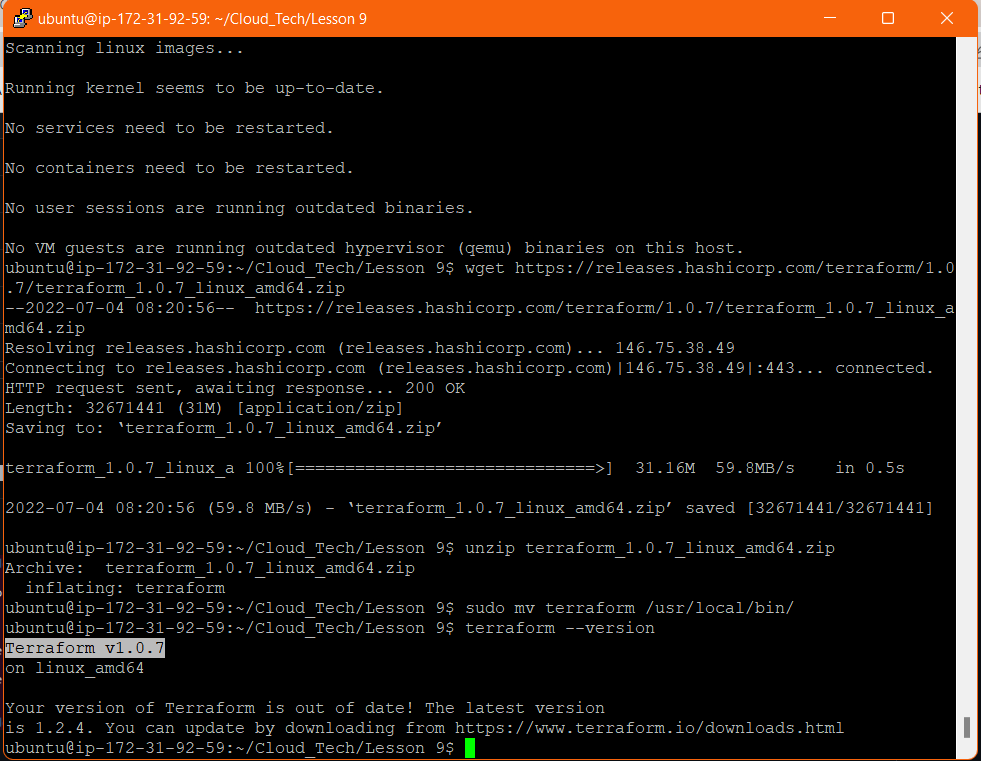 ubuntu@ip-172-31-92-59: ~/Cloud_Tech/Lesson 9
Scanning linux images...
Running kernel seems to be up-to-date.
No services need to be restarted.
No containers need to be restarted.
No user sessions are running outdated binaries.
No VM guests are running outdated hypervisor (qemu) binaries on this host.
ubuntu@ip-172-31-92-59:~/Cloud_Tech/Lesson 9$ wget https://releases.hashicorp.com/terraform/1.0
.7/terraform_1.0.7_linux_amd64.zip
--2022-07-04 08:20:56--  https://releases.hashicorp.com/terraform/1.0.7/terraform_1.0.7_linux_a
md64.zip
Resolving releases.hashicorp.com (releases.hashicorp.com)... 146.75.38.49
Connecting to releases.hashicorp.com (releases.hashicorp.com)|146.75.38.49|:443... connected.
HTTP request sent, awaiting response... 200 OK
Length: 32671441 (31M) [application/zip]
Saving to: ‘terraform_1.0.7_linux_amd64.zip’
terraform_1.0.7_linux_a 100%[==============================>]  31.16M  59.8MB/s    in 0.5s
2022-07-04 08:20:56 (59.8 MB/s) - ‘terraform_1.0.7_linux_amd64.zip’ saved [32671441/32671441]
ubuntu@ip-172-31-92-59:~/Cloud_Tech/Lesson 9$ unzip terraform_1.0.7_linux_amd64.zip
Archive:  terraform_1.0.7_linux_amd64.zip
  inflating: terraform
ubuntu@ip-172-31-92-59:~/Cloud_Tech/Lesson 9$ sudo mv terraform /usr/local/bin/
ubuntu@ip-172-31-92-59:~/Cloud_Tech/Lesson 9$ terraform --version
Terraform v1.0.7
on linux_amd64
Your version of Terraform is out of date! The latest version
is 1.2.4. You can update by downloading from https://www.terraform.io/downloads.html
ubuntu@ip-172-31-92-59:~/Cloud_Tech/Lesson 9$